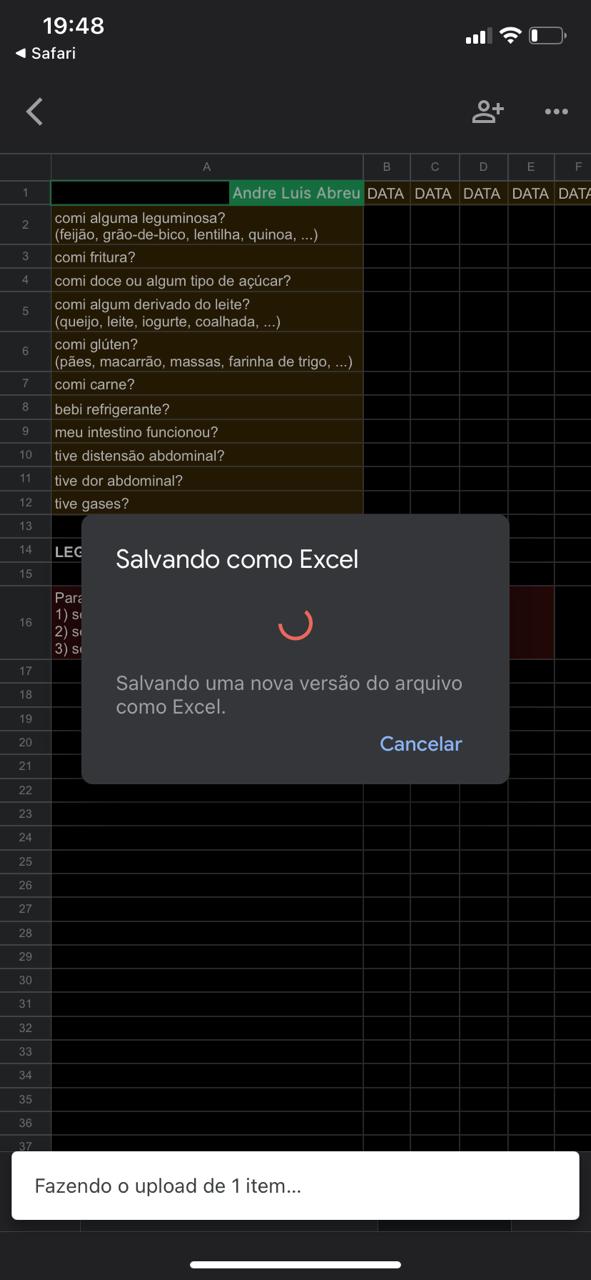 19:48
Safari
A B C D E F
1 Andre Luis Abreu DATA DATA DATA DATA DATA
2 comi alguma leguminosa?
(feijão, grão-de-bico, lentilha, quinoa, ...)
3 comi fritura?
4 comi doce ou algum tipo de açúcar?
5 comi algum derivado do leite?
(queijo, leite, iogurte, coalhada, ...)
6 comi glúten?
(pães, macarrão, massas, farinha de trigo, ...)
7 comi carne?
8 bebi refrigerante?
9 meu intestino funcionou?
10 tive distensão abdominal?
11 tive dor abdominal?
12 tive gases?
13
14 LEG
15
16 Para
1) se
2) se
3) se
Salvando como Excel
Salvando uma nova versão do arquivo
como Excel.
Cancelar
17
18
19
20
21
22
23
24
25
26
27
28
29
30
31
32
33
34
35
36
37
Fazendo o upload de 1 item...